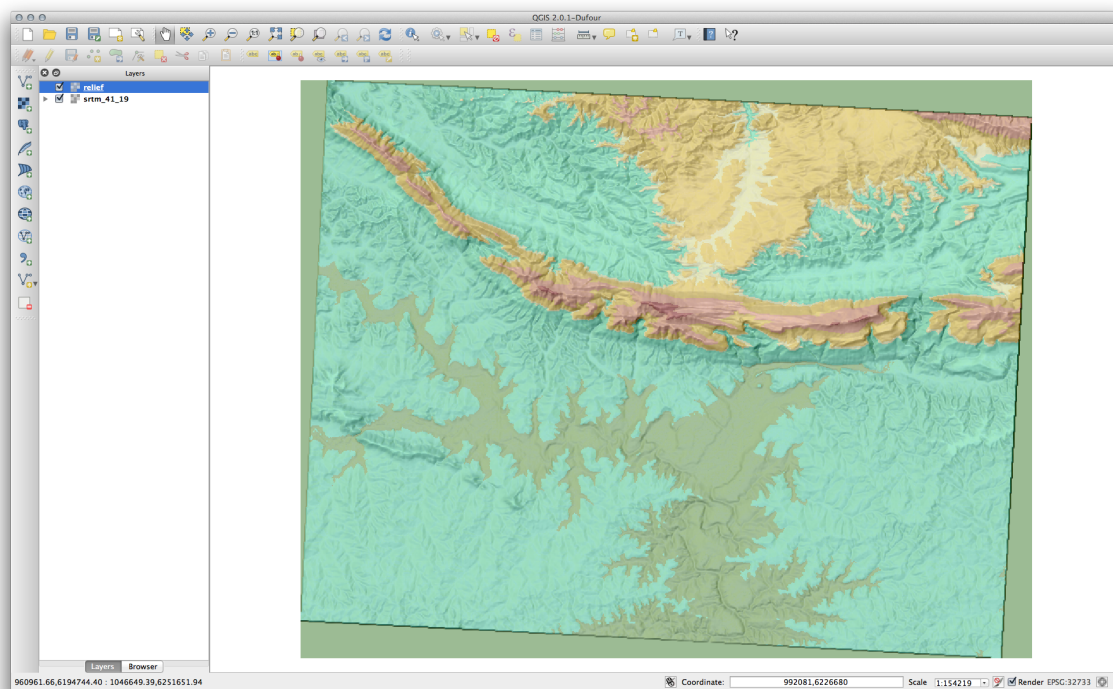 QGIS 2.0.1-Dufour
Layers
relief
srtm_41_19
Layers Browser
960961.66,6194744.40 : 1046649.39,6251651.94
Coordinate: 992081,6226680 Scale 1:154219 Render EPSG:32733